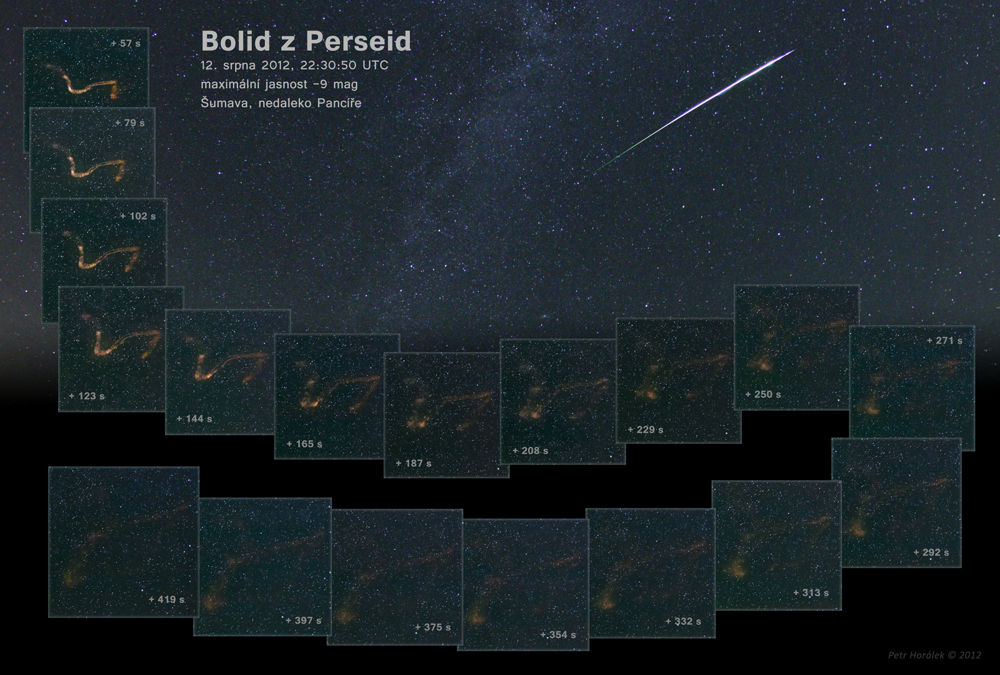 Bolid z Perseid
12. srpna 2012, 22:30:50 UTC
maximální jasnost -9 mag
Šumava, nedaleko Pancíře
+ 57 s
+ 79 s
+ 102 s
+ 123 s
+ 144 s
+ 165 s
+ 187 s
+ 208 s
+ 229 s
+ 250 s
+ 271 s
+ 292 s
+ 313 s
+ 332 s
+ 354 s
+ 375 s
+ 397 s
+ 419 s
Petr Horálek © 2012